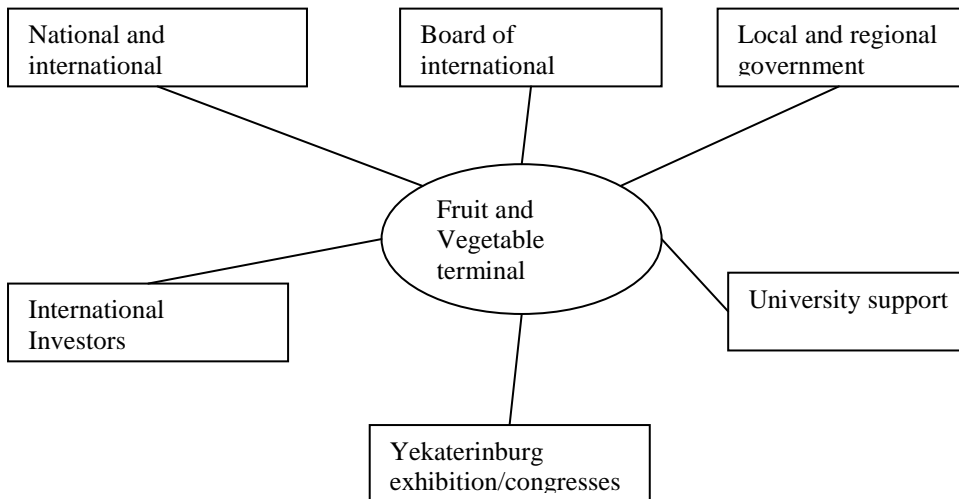 National and
international
Board of
international
Local and regional
government
Fruit and
Vegetable
terminal
International
Investors
University support
Yekaterinburg
exhibition/congresses